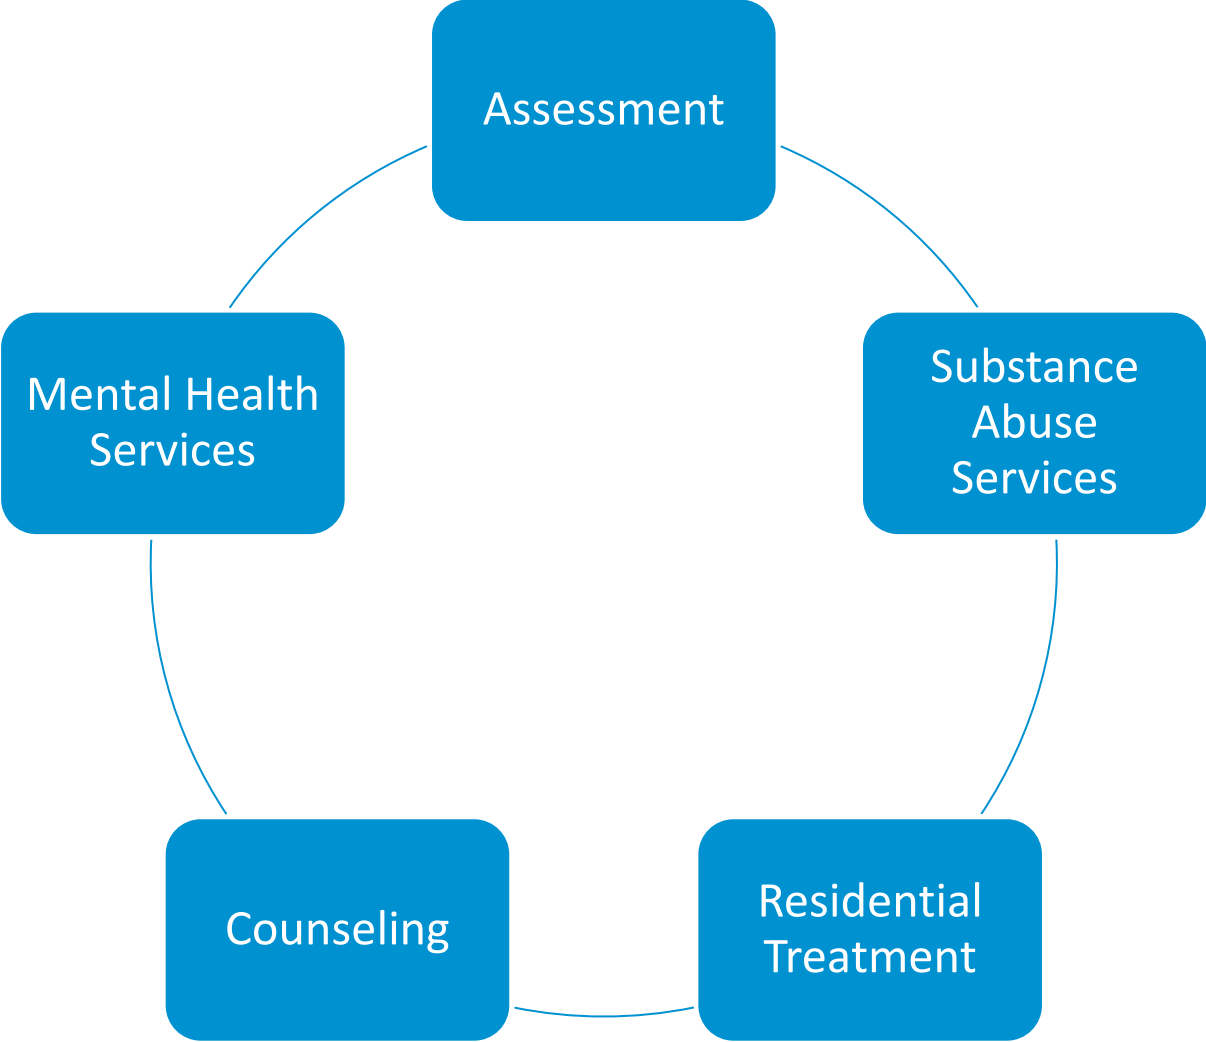 Assessment
Substance
Abuse
Services
Residential
Treatment
Counseling
Mental Health
Services